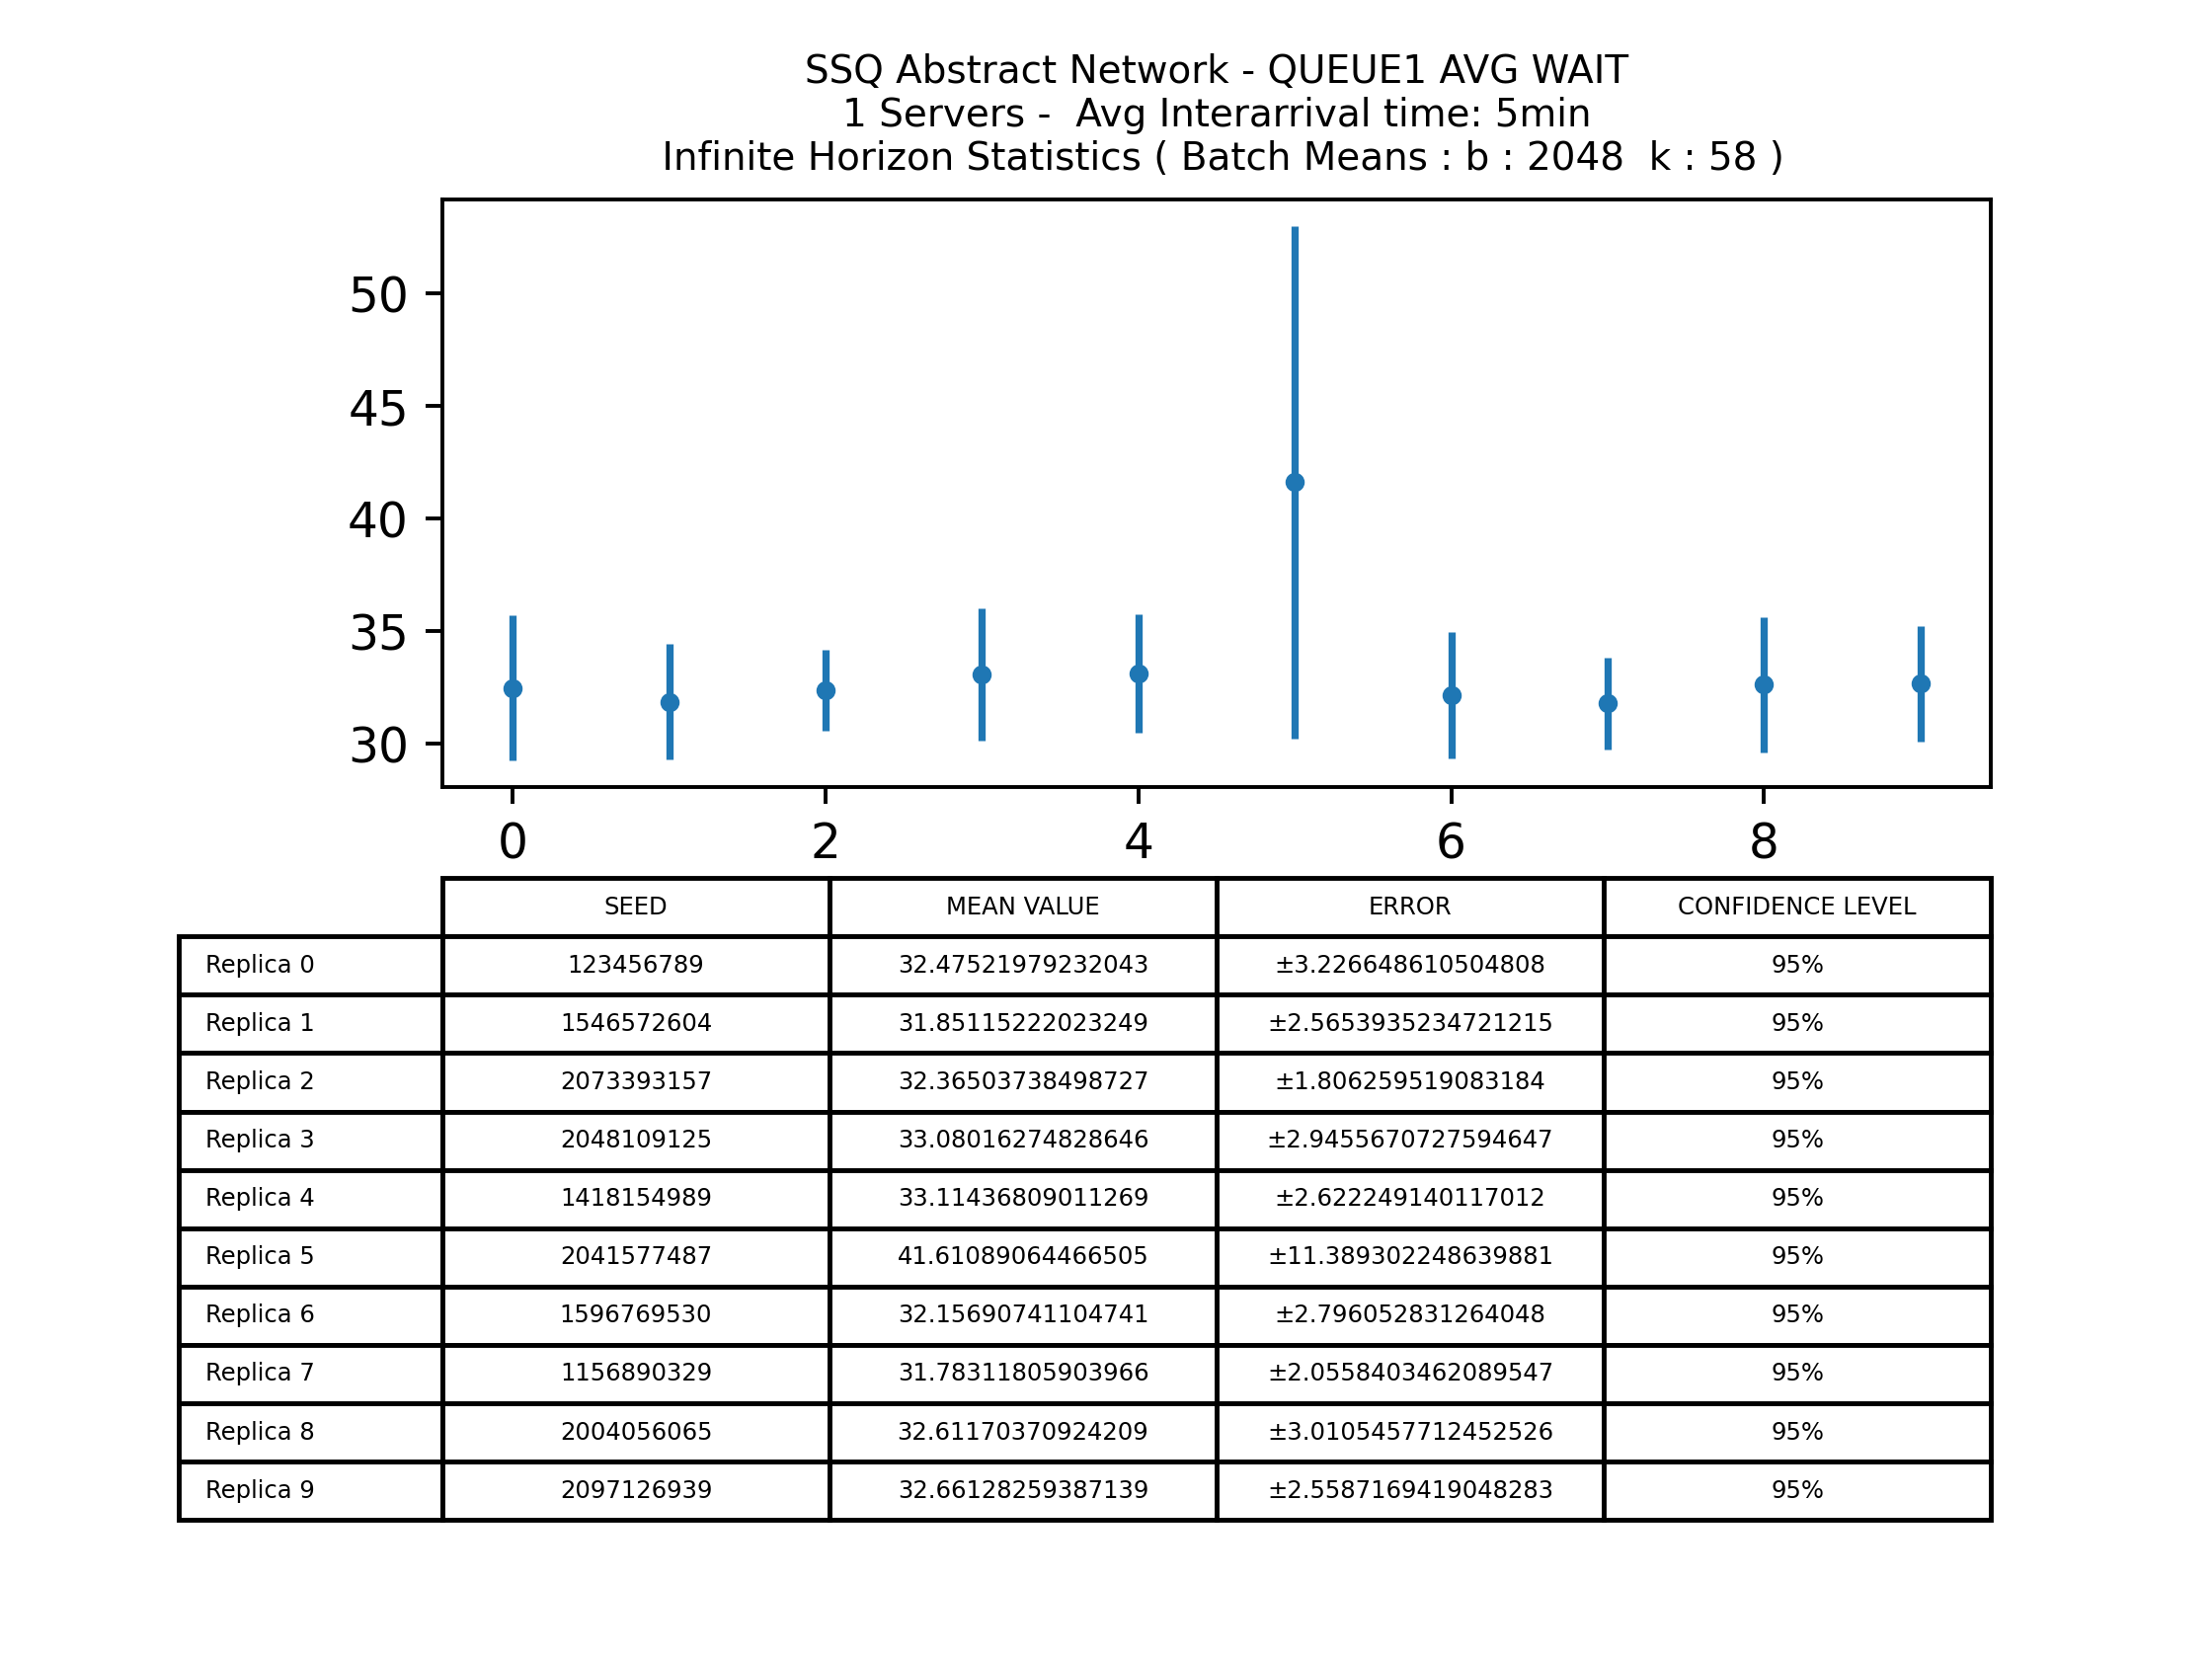 SSQ Abstract Network - QUEUE1 AVG WAIT
1 Servers -  Avg Interarrival time: 5min
Infinite Horizon Statistics ( Batch Means : b : 2048  k : 58 )
50
45
40
35
30
0 2 4 6 8
SEED MEAN VALUE ERROR CONFIDENCE LEVEL
Replica 0 123456789 32.47521979232043 ±3.226648610504808 95%
Replica 1 1546572604 31.85115222023249 ±2.5653935234721215 95%
Replica 2 2073393157 32.36503738498727 ±1.806259519083184 95%
Replica 3 2048109125 33.08016274828646 ±2.9455670727594647 95%
Replica 4 1418154989 33.11436809011269 ±2.622249140117012 95%
Replica 5 2041577487 41.61089064466505 ±11.389302248639881 95%
Replica 6 1596769530 32.15690741104741 ±2.796052831264048 95%
Replica 7 1156890329 31.78311805903966 ±2.0558403462089547 95%
Replica 8 2004056065 32.61170370924209 ±3.0105457712452526 95%
Replica 9 2097126939 32.66128259387139 ±2.5587169419048283 95%